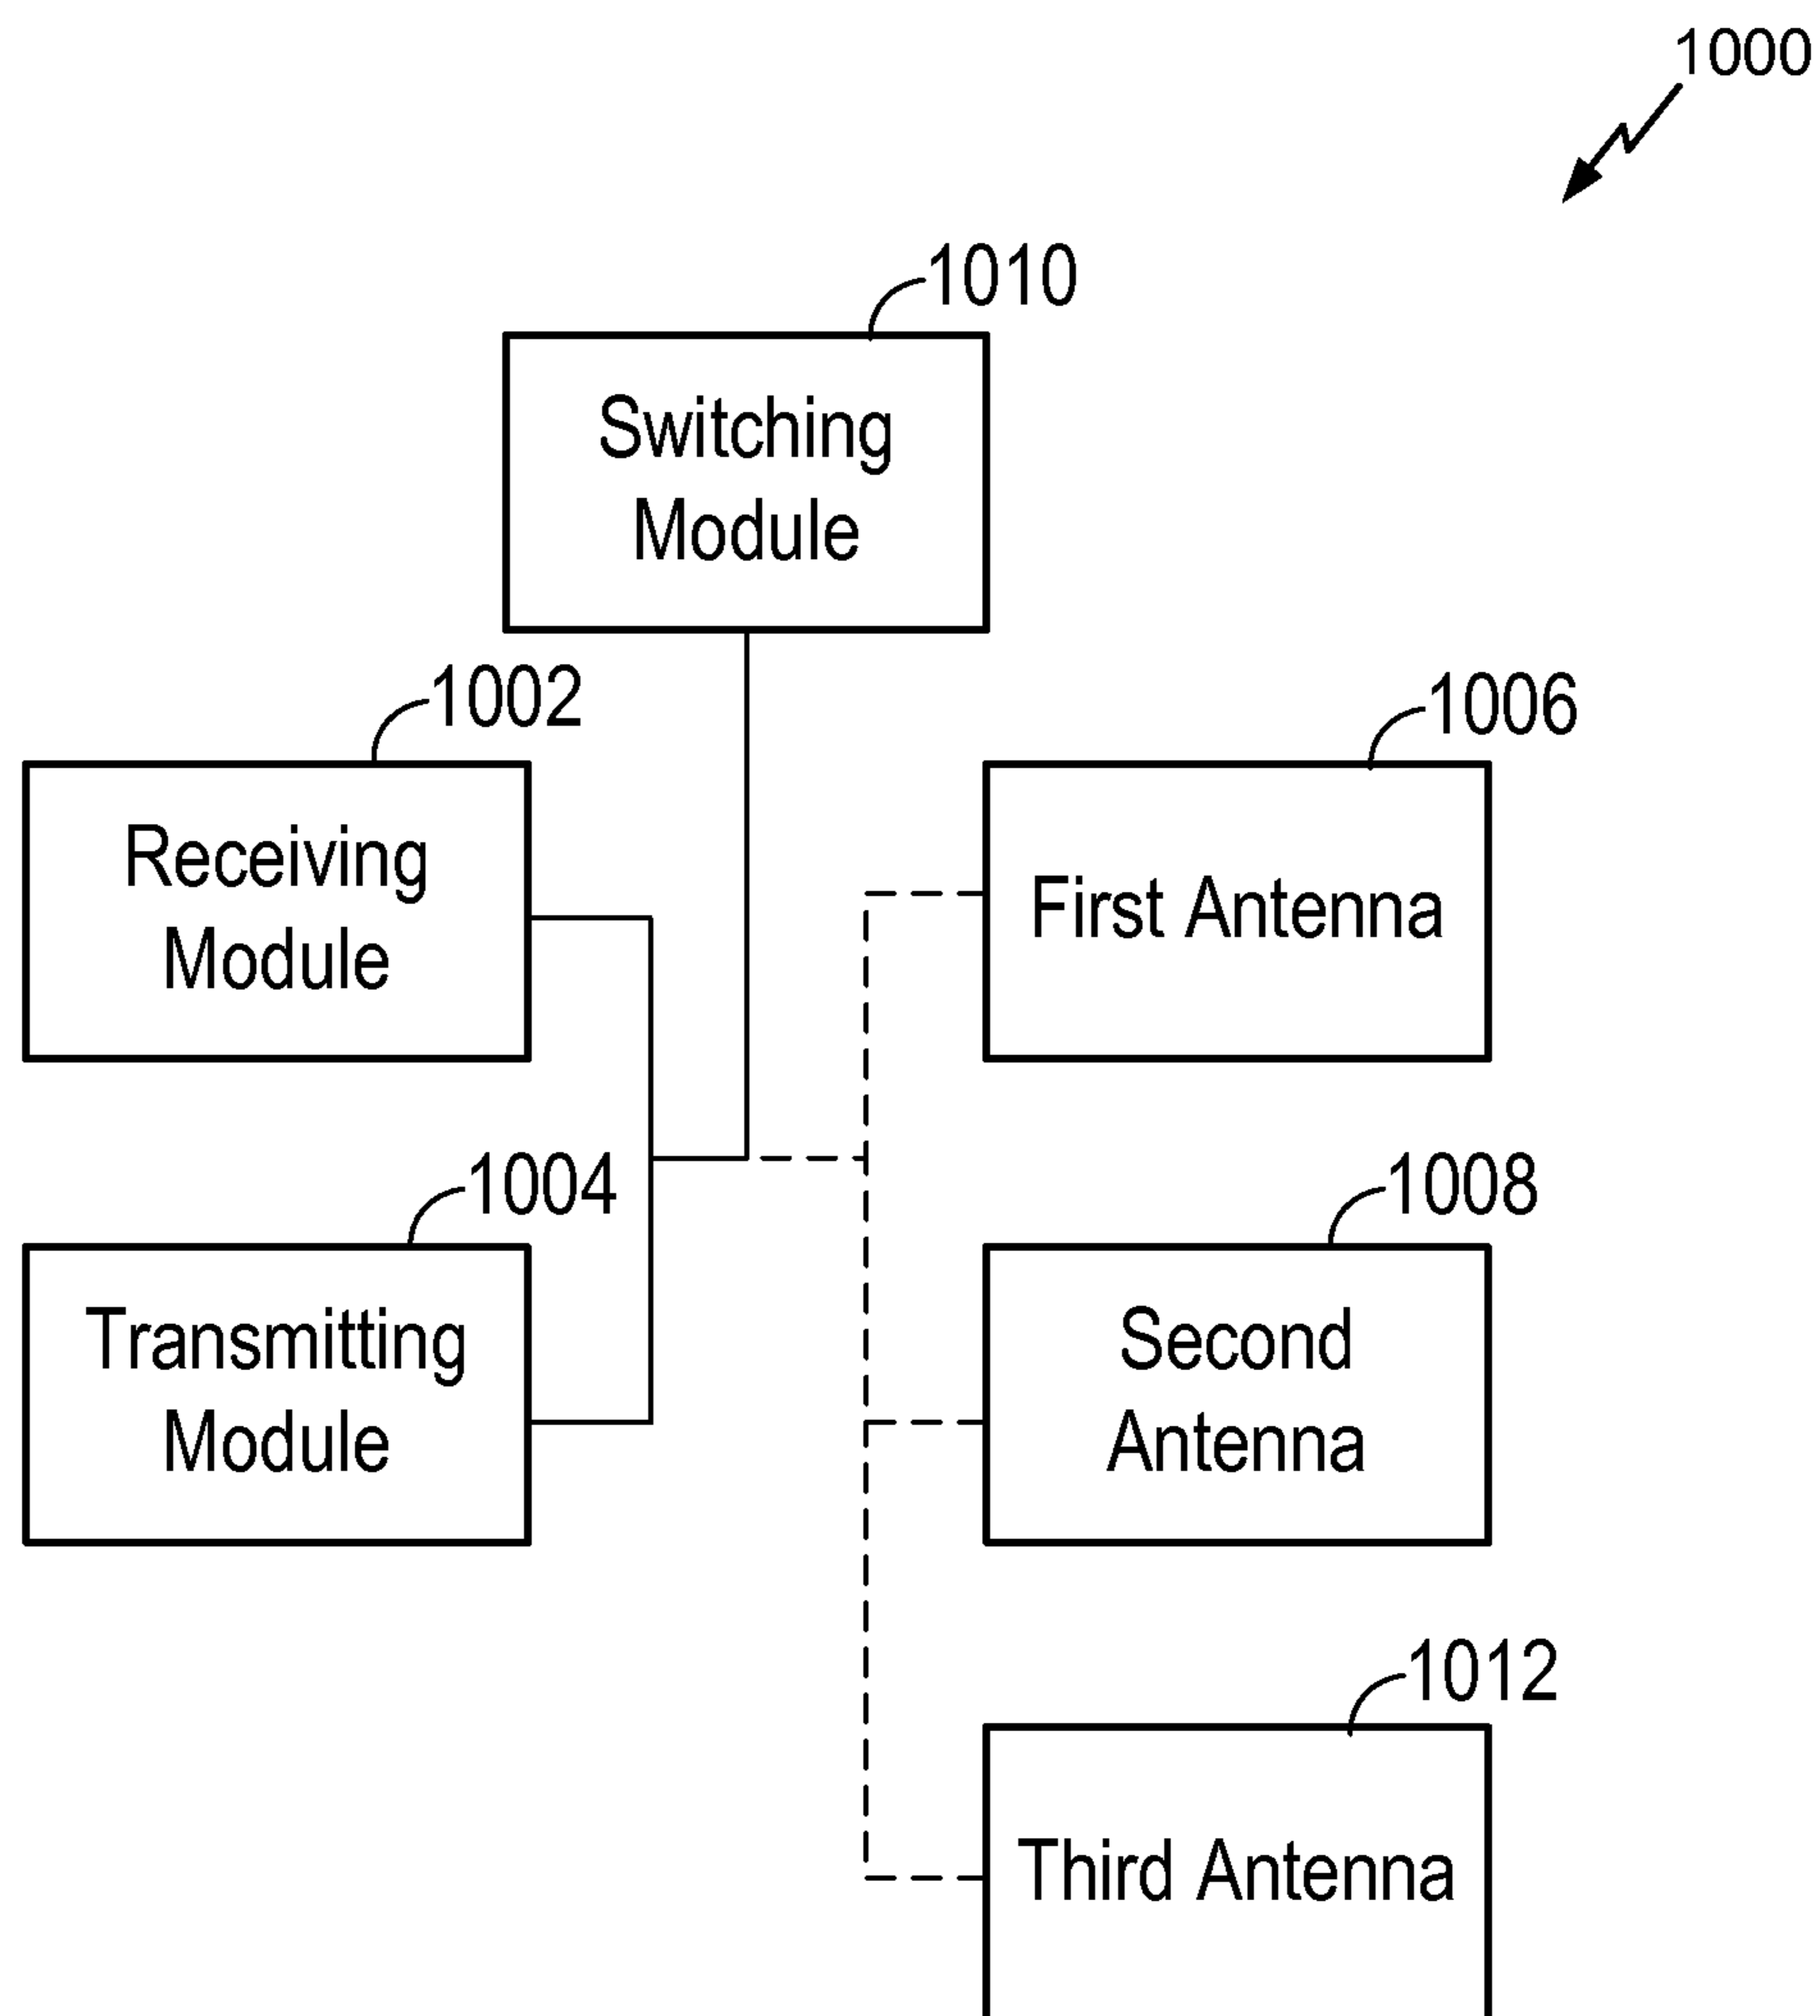 1000
1010
Switching
Module
1002
Receiving
Module
1006
First Antenna
1004
Transmitting
Module
1008
Second
Antenna
1012
Third Antenna